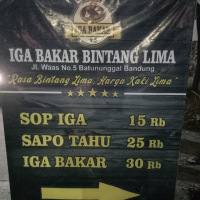 IGA BAKAR
IGA BAKAR BINTANG LIMA
Jl. Waas No.5 Batununggal Bandung
"Rasa Bintang Lima, Harga Kaki Lima"
SOP IGA 15 Rb
SAPO TAHU 25 Rb
IGA BAKAR 30 Rb